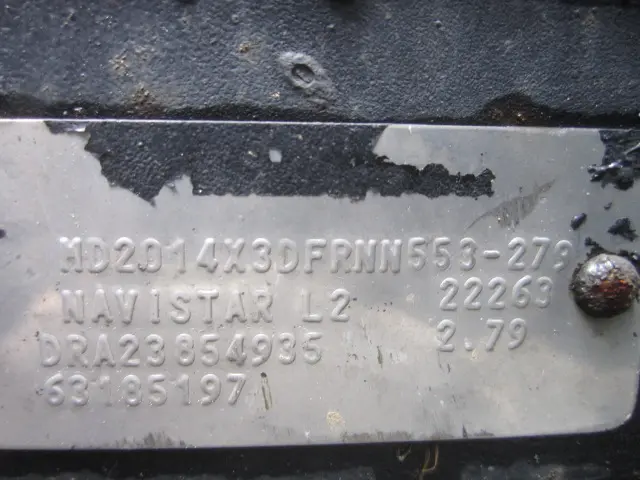 MD2014X3DFRNN553-279
NAVISTAR L2 22263
DRA23854935 2.79
63185197